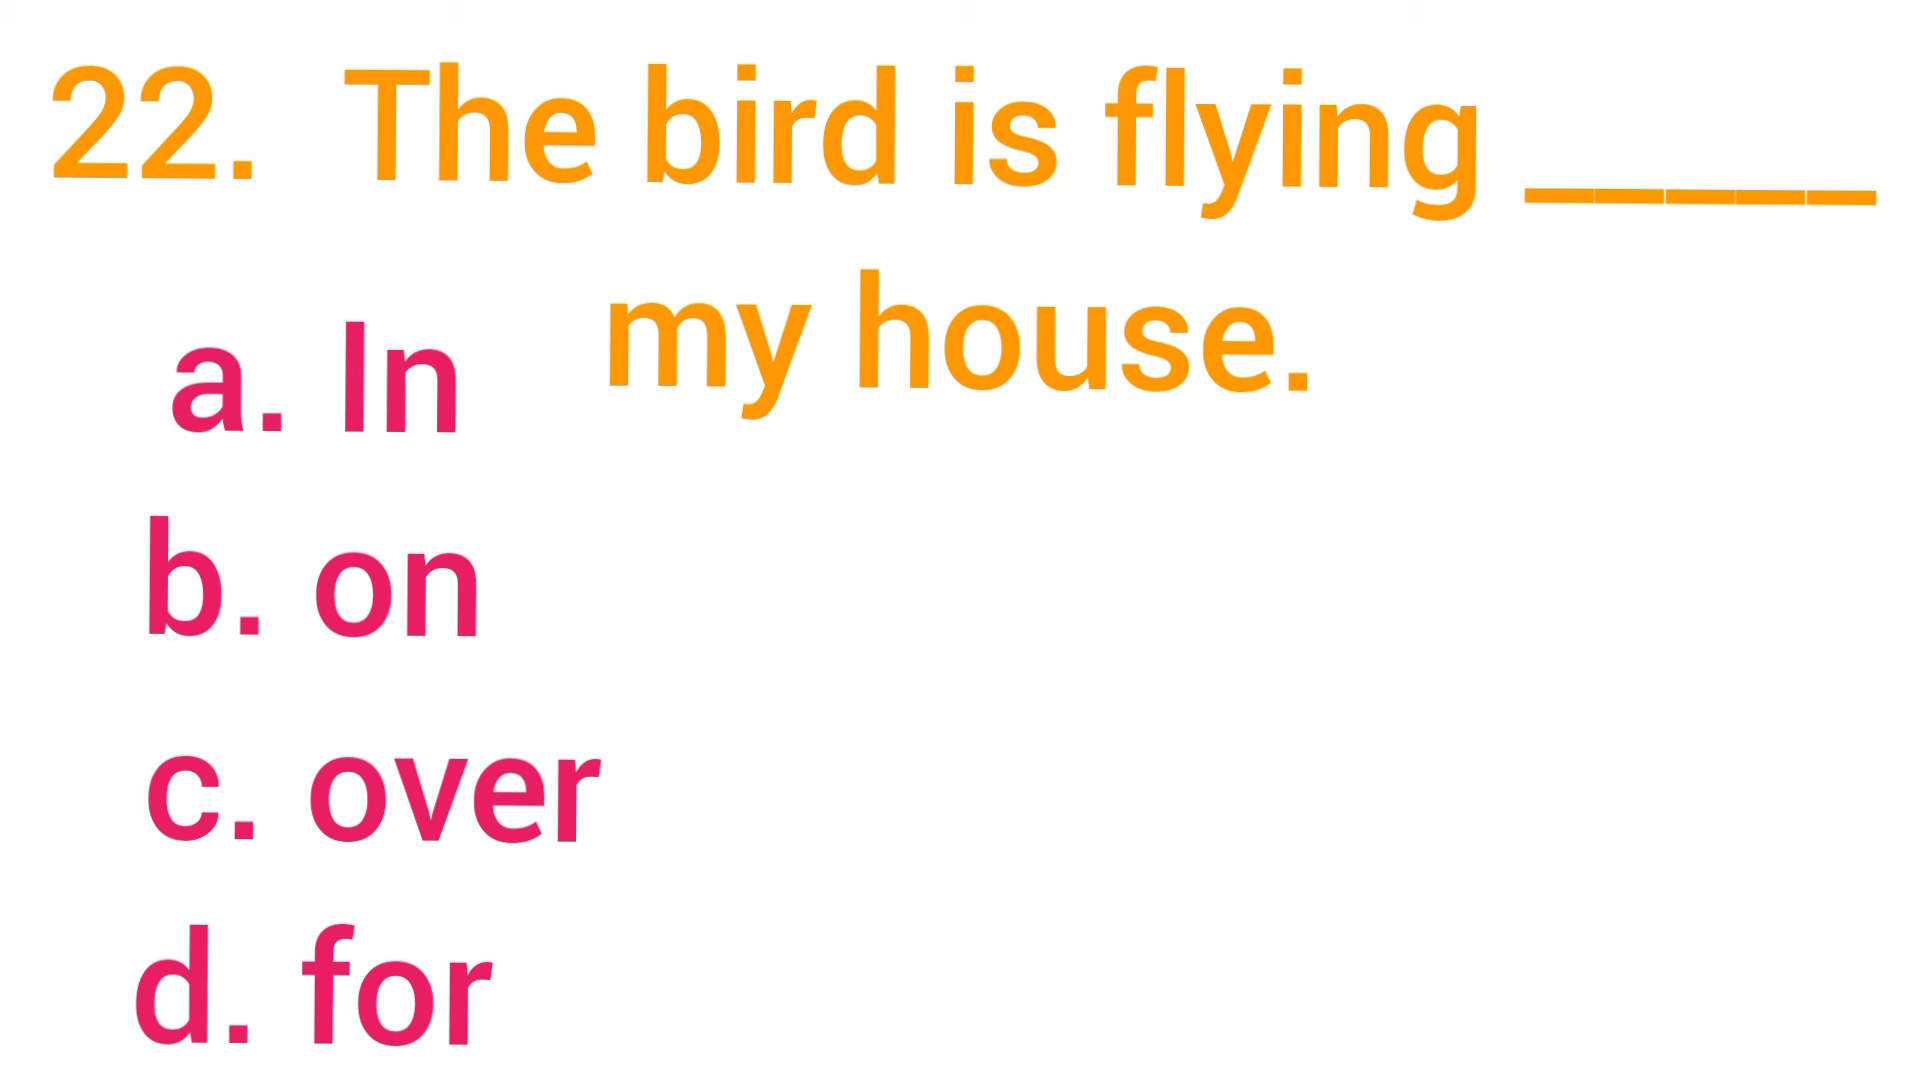 22. The bird is flying _____
my house.
a. In
b. on
c. over
d. for